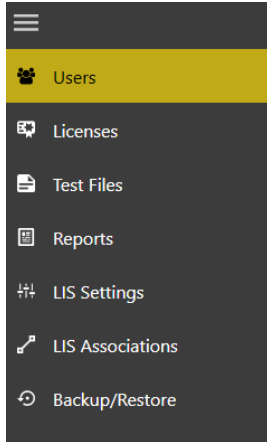 Users
Licenses
Test Files
Reports
LIS Settings
LIS Associations
Backup/Restore